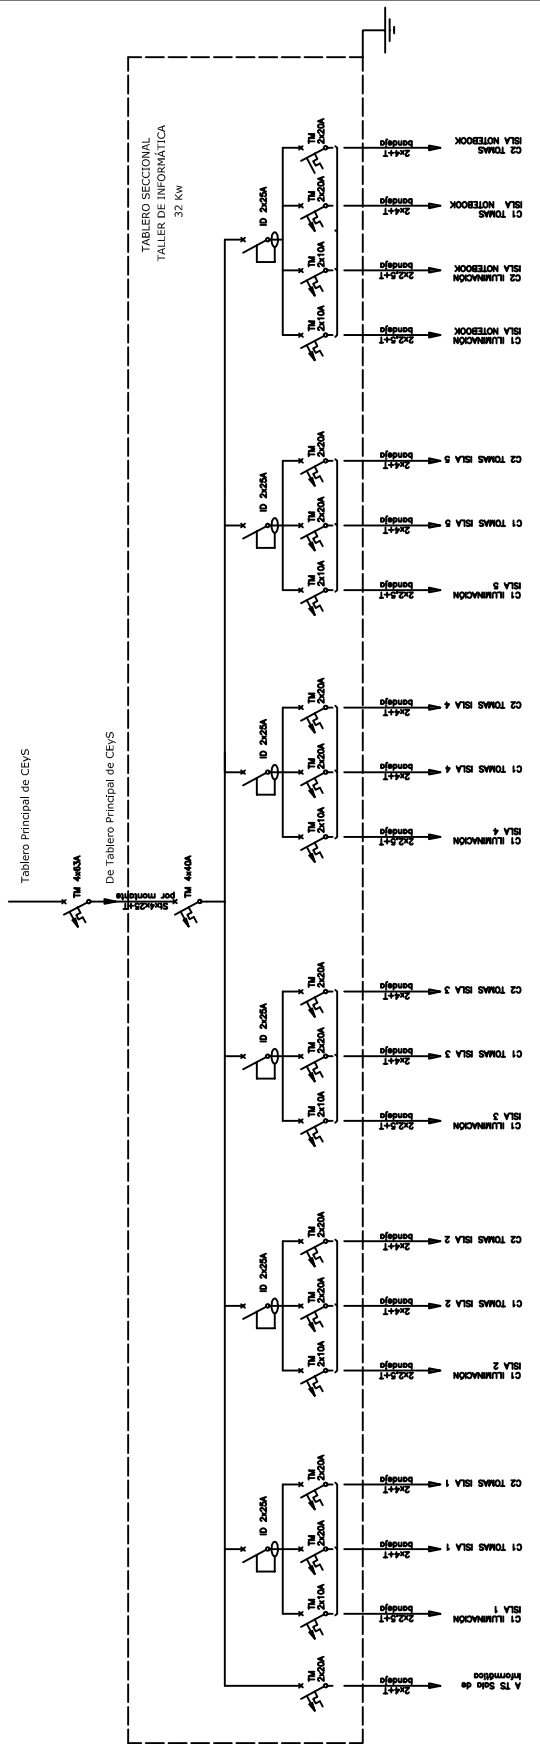 TABLERO SECCIONAL
TALLER DE INFORMÁTICA
32 Kw
Tablero Principal de CEyS
TM 4x63A
De Tablero Principal de CEyS
por montante
TM 4x40A
ID 2x25A
TM
2x20A
2x4+T
bandeja
C2 TOMAS
ISLA NOTEBOOK
TM
2x20A
2x4+T
bandeja
C1 TOMAS
ISLA NOTEBOOK
TM
2x10A
2x2,5+T
bandeja
C2 ILUMINACIÓN
ISLA NOTEBOOK
TM
2x10A
2x2,5+T
bandeja
C1 ILUMINACIÓN
ISLA NOTEBOOK
ID 2x25A
TM
2x20A
2x4+T
bandeja
C2 TOMAS ISLA 5
TM
2x20A
2x4+T
bandeja
C1 TOMAS ISLA 5
TM
2x10A
2x2,5+T
bandeja
C1 ILUMINACIÓN
ISLA 5
ID 2x25A
TM
2x20A
2x4+T
bandeja
C2 TOMAS ISLA 4
TM
2x20A
2x4+T
bandeja
C1 TOMAS ISLA 4
TM
2x10A
2x2,5+T
bandeja
C1 ILUMINACIÓN
ISLA 4
ID 2x25A
TM
2x20A
2x4+T
bandeja
C2 TOMAS ISLA 3
TM
2x20A
2x4+T
bandeja
C1 TOMAS ISLA 3
TM
2x10A
2x2,5+T
bandeja
C1 ILUMINACIÓN
ISLA 3
ID 2x25A
TM
2x20A
2x4+T
bandeja
C2 TOMAS ISLA 2
TM
2x20A
2x4+T
bandeja
C1 TOMAS ISLA 2
TM
2x10A
2x2,5+T
bandeja
C1 ILUMINACIÓN
ISLA 2
ID 2x25A
TM
2x20A
2x4+T
bandeja
C2 TOMAS ISLA 1
TM
2x20A
2x4+T
bandeja
C1 TOMAS ISLA 1
TM
2x10A
2x2,5+T
bandeja
C1 ILUMINACIÓN
ISLA 1
TM
2x20A
2x4+T
bandeja
A TS Sala de
Informática